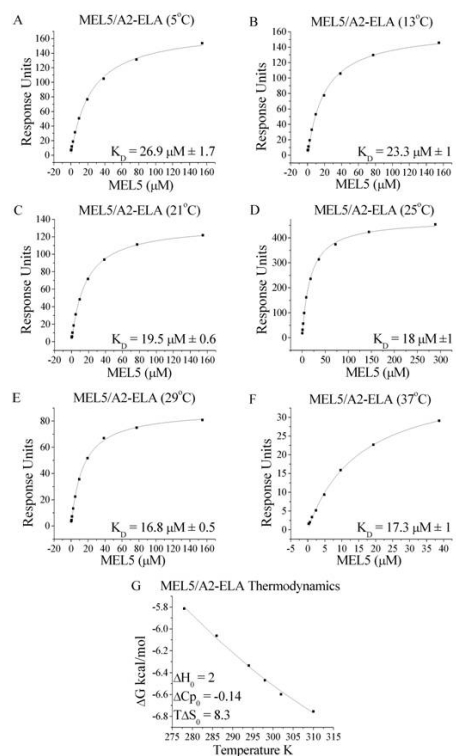 A MEL5/A2-ELA (5°C)
Response Units
160
140
120
100
80
60
40
20
0
K_D = 26.9 μM ± 1.7
-20 0 20 40 60 80 100 120 140 160
MEL5 (μM)
B MEL5/A2-ELA (13°C)
Response Units
160
140
120
100
80
60
40
20
0
K_D = 23.3 μM ± 1
-20 0 20 40 60 80 100 120 140 160
MEL5 (μM)
C MEL5/A2-ELA (21°C)
Response Units
140
120
100
80
60
40
20
0
K_D = 19.5 μM ± 0.6
-20 0 20 40 60 80 100 120 140 160
MEL5 (μM)
D MEL5/A2-ELA (25°C)
Response Units
400
300
200
100
0
K_D = 18 μM ±1
-50 0 50 100 150 200 250 300
MEL5 (μM)
E MEL5/A2-ELA (29°C)
Response Units
80
60
40
20
0
K_D = 16.8 μM ± 0.5
-20 0 20 40 60 80 100 120 140 160
MEL5 (μM)
F MEL5/A2-ELA (37°C)
Response Units
30
25
20
15
10
5
0
K_D = 17.3 μM ± 1
-5 0 5 10 15 20 25 30 35 40
MEL5 (μM)
G MEL5/A2-ELA Thermodynamics
ΔG kcal/mol
-5.8
-6.0
-6.2
-6.4
-6.6
-6.8
ΔH₀ = 2
ΔCp₀ = -0.14
TΔS₀ = 8.3
275 280 285 290 295 300 305 310 315
Temperature K